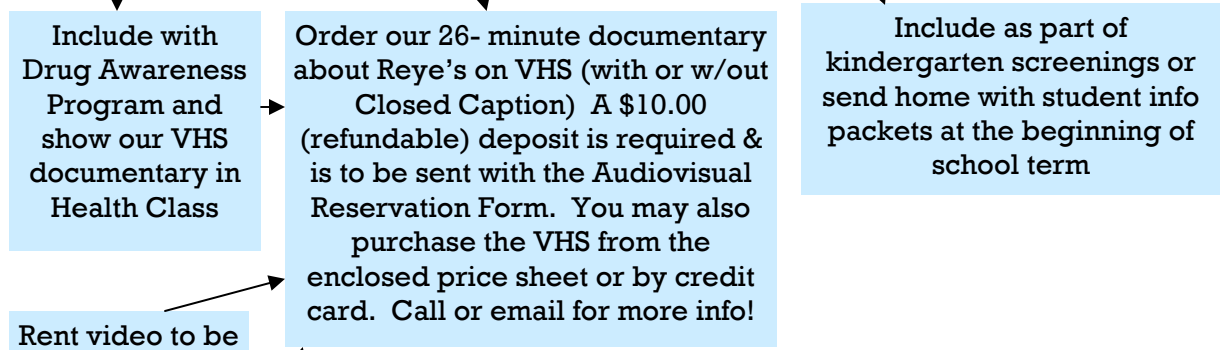 Include with
Drug Awareness
Program and
show our VHS
documentary in
Health Class
Order our 26- minute documentary
about Reye's on VHS (with or w/out
Closed Caption)  A $10.00
(refundable) deposit is required &
is to be sent with the Audiovisual
Reservation Form.  You may also
purchase the VHS from the
enclosed price sheet or by credit
card.  Call or email for more info!
Include as part of
kindergarten screenings or
send home with student info
packets at the beginning of
school term
Rent video to be